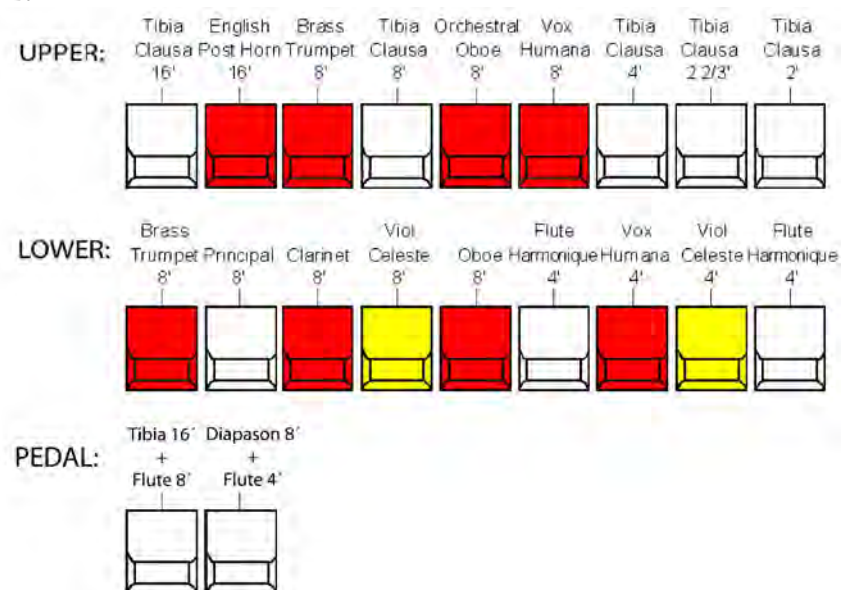 Tibia English Brass Tibia Orchestral Vox Tibia Tibia Tibia
UPPER: Clausa Post Horn Trumpet Clausa Oboe Humana Clausa Clausa Clausa
16' 16' 8' 8' 8' 8' 4' 2 2/3' 2'
Brass Viol Flute Vox Viol Flute
LOWER: Trumpet Principal Clarinet Celeste Oboe Harmonique Humana Celeste Harmonique
8' 8' 8' 8' 8' 4' 4' 4' 4'
Tibia 16´ Diapason 8´
PEDAL: + +
Flute 8´ Flute 4´